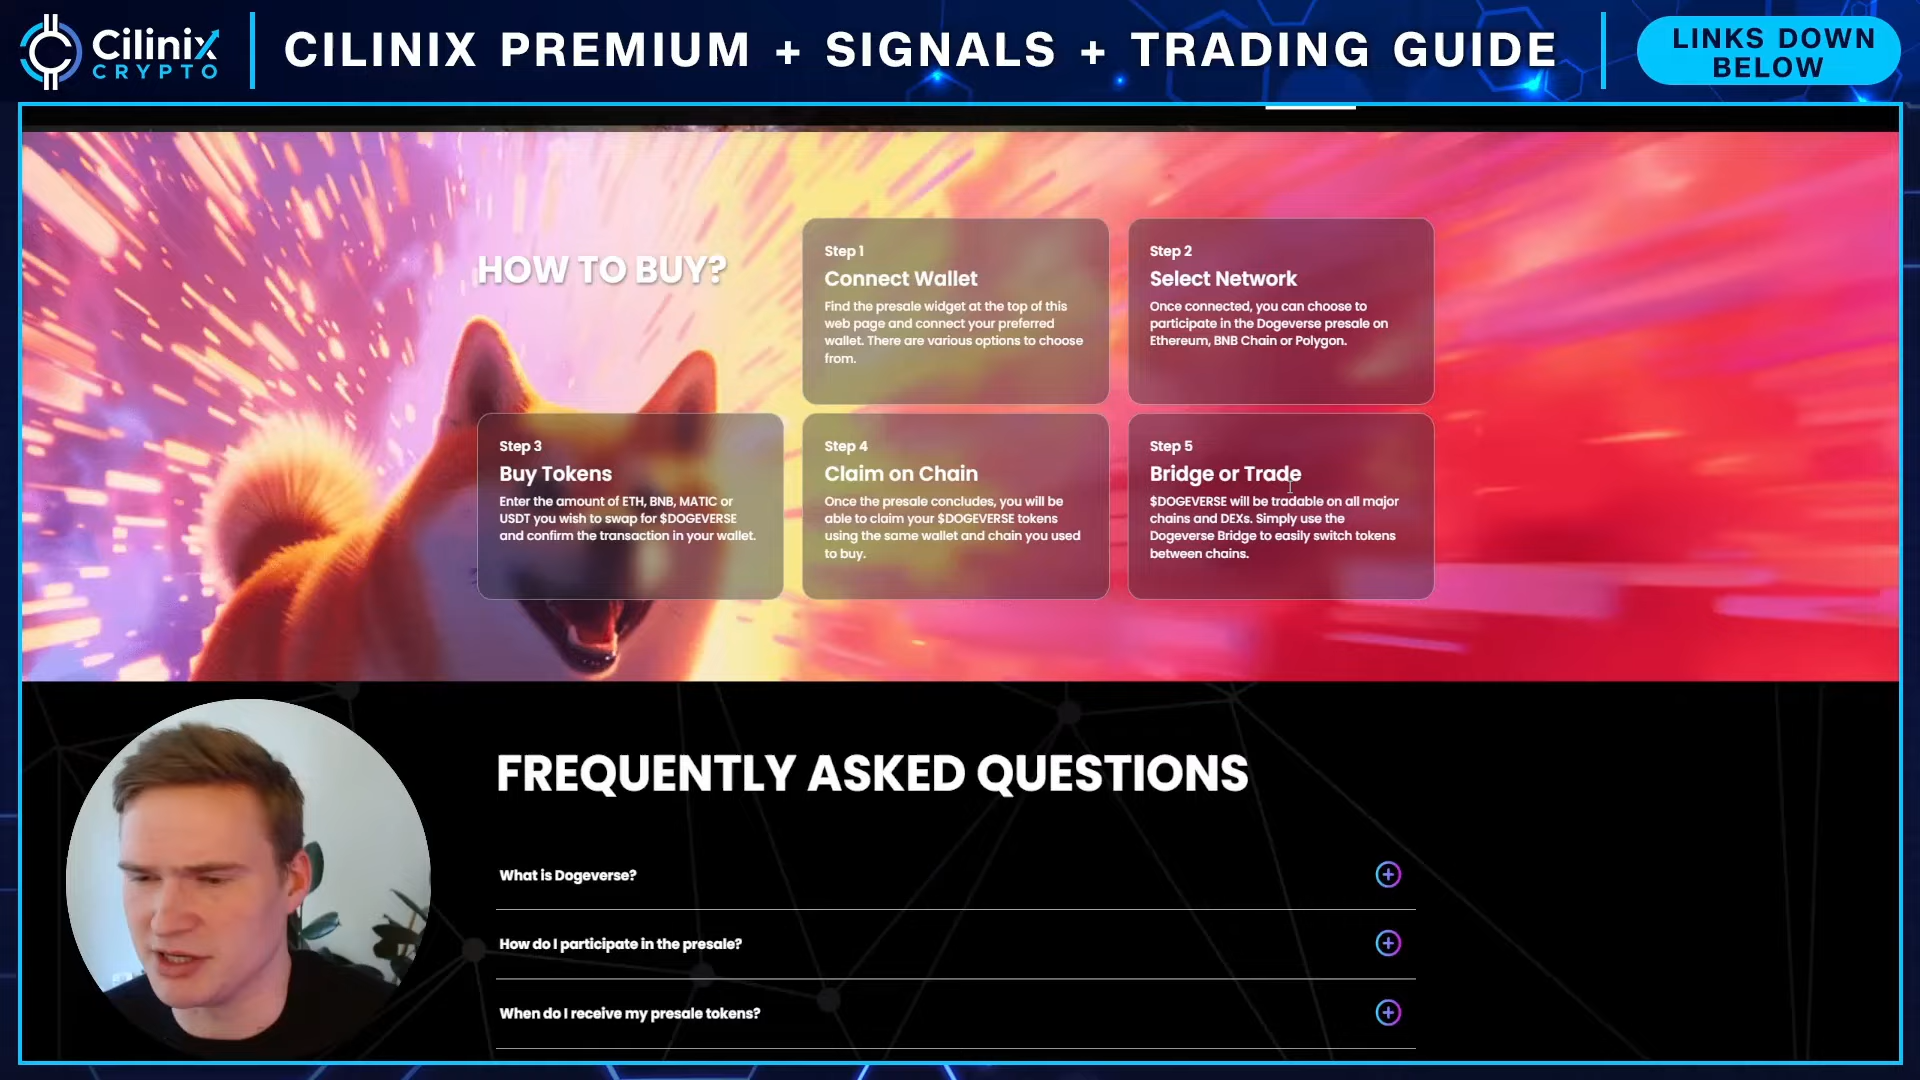 Cilinix
CRYPTO
CILINIX PREMIUM + SIGNALS + TRADING GUIDE
LINKS DOWN
BELOW
HOW TO BUY?
Step 1
Connect Wallet
Find the presale widget at the top of this
web page and connect your preferred
wallet. There are various options to choose
from.
Step 2
Select Network
Once connected, you can choose to
participate in the Dogeverse presale on
Ethereum, BNB Chain or Polygon.
Step 3
Buy Tokens
Enter the amount of ETH, BNB, MATIC or
USDT you wish to swap for $DOGEVERSE
and confirm the transaction in your wallet.
Step 4
Claim on Chain
Once the presale concludes, you will be
able to claim your $DOGEVERSE tokens
using the same wallet and chain you used
to buy.
Step 5
Bridge or Trade
$DOGEVERSE will be tradable on all major
chains and DEXs. Simply use the
Dogeverse Bridge to easily switch tokens
between chains.
FREQUENTLY ASKED QUESTIONS
What is Dogeverse?
How do I participate in the presale?
When do I receive my presale tokens?